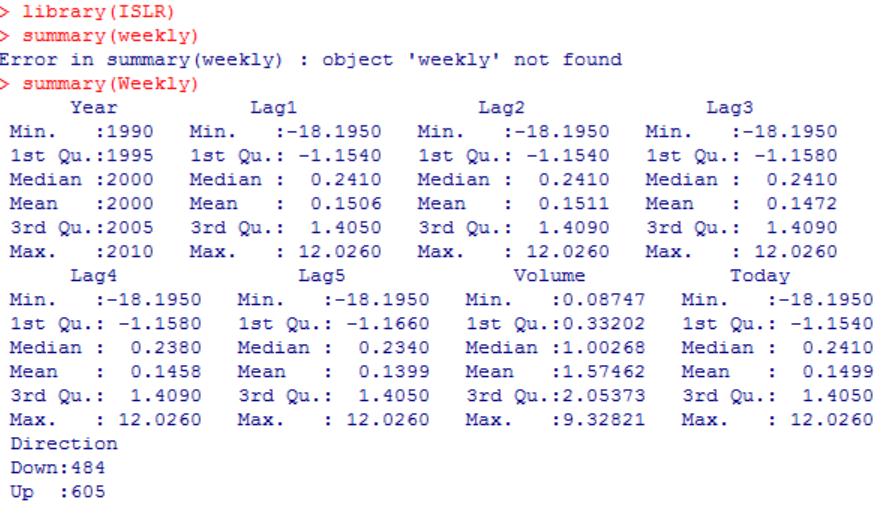 > library(ISLR)
> summary(weekly)
Error in summary(weekly) : object 'weekly' not found
> summary(Weekly)
      Year           Lag1               Lag2               Lag3
 Min.   :1990   Min.   :-18.1950   Min.   :-18.1950   Min.   :-18.1950
 1st Qu.:1995   1st Qu.: -1.1540   1st Qu.: -1.1540   1st Qu.: -1.1580
 Median :2000   Median :  0.2410   Median :  0.2410   Median :  0.2410
 Mean   :2000   Mean   :  0.1506   Mean   :  0.1511   Mean   :  0.1472
 3rd Qu.:2005   3rd Qu.:  1.4050   3rd Qu.:  1.4090   3rd Qu.:  1.4090
 Max.   :2010   Max.   : 12.0260   Max.   : 12.0260   Max.   : 12.0260
      Lag4               Lag5              Volume            Today
 Min.   :-18.1950   Min.   :-18.1950   Min.   :0.08747   Min.   :-18.1950
 1st Qu.: -1.1580   1st Qu.: -1.1660   1st Qu.:0.33202   1st Qu.: -1.1540
 Median :  0.2380   Median :  0.2340   Median :1.00268   Median :  0.2410
 Mean   :  0.1458   Mean   :  0.1399   Mean   :1.57462   Mean   :  0.1499
 3rd Qu.:  1.4090   3rd Qu.:  1.4050   3rd Qu.:2.05373   3rd Qu.:  1.4050
 Max.   : 12.0260   Max.   : 12.0260   Max.   :9.32821   Max.   : 12.0260
 Direction
 Down:484
 Up  :605